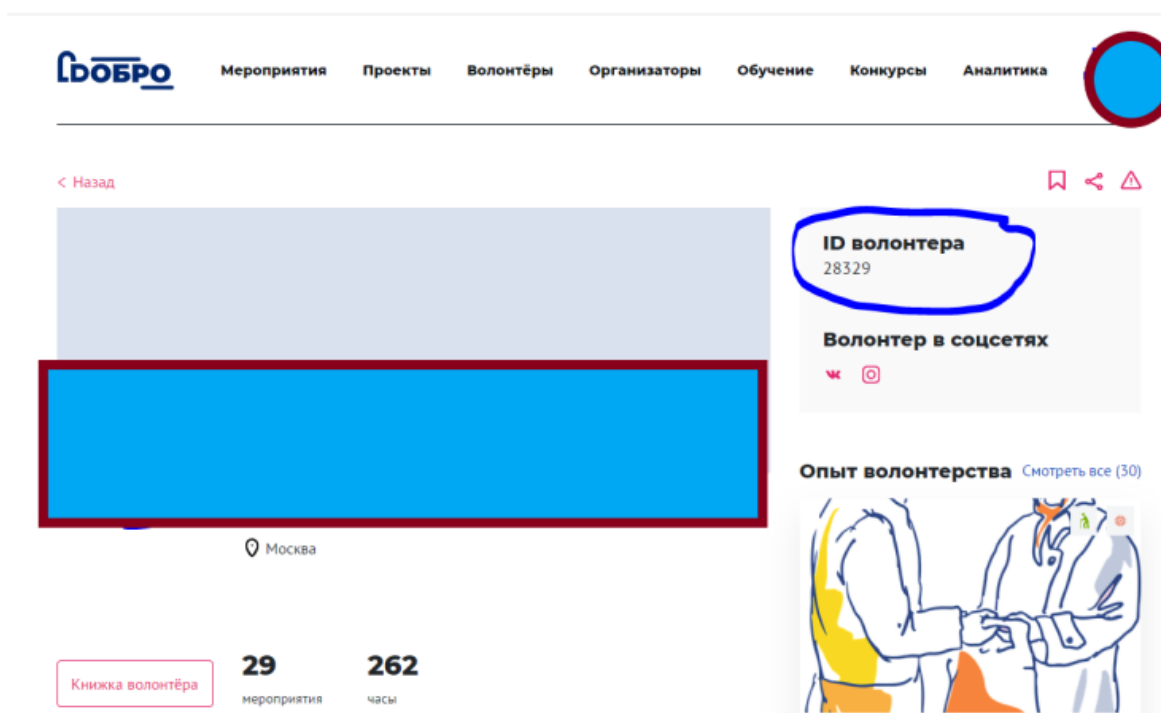 ДОБРО Мероприятия Проекты Волонтёры Организаторы Обучение Конкурсы Аналитика
< Назад
ID волонтера
28329
Волонтер в соцсетях
Опыт волонтерства Смотреть все (30)
Москва
Книжка волонтёра
29
мероприятия
262
часы